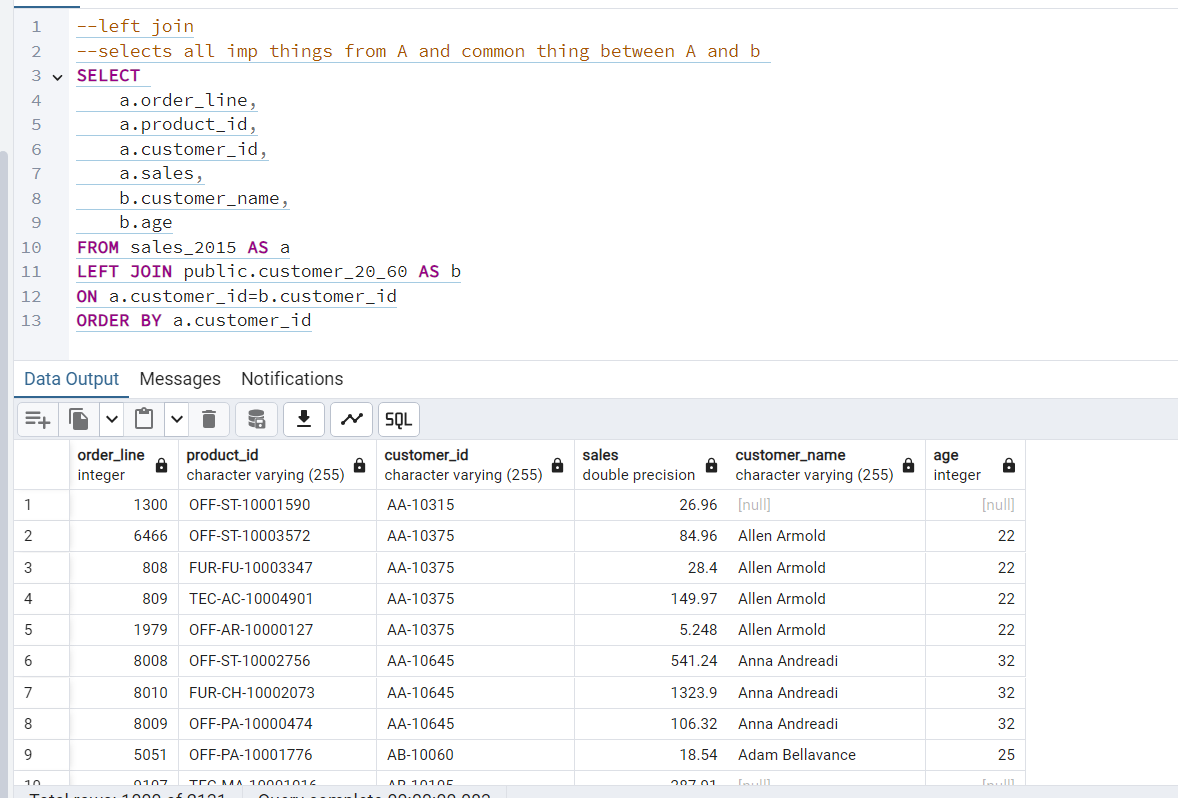 1 --left join
2 --selects all imp things from A and common thing between A and b
3 SELECT
4 a.order_line,
5 a.product_id,
6 a.customer_id,
7 a.sales,
8 b.customer_name,
9 b.age
10 FROM sales_2015 AS a
11 LEFT JOIN public.customer_20_60 AS b
12 ON a.customer_id=b.customer_id
13 ORDER BY a.customer_id
Data Output Messages Notifications
SQL
order_line product_id customer_id sales customer_name age
integer character varying (255) character varying (255) double precision character varying (255) integer
1 1300 OFF-ST-10001590 AA-10315 26.96 [null] [null]
2 6466 OFF-ST-10003572 AA-10375 84.96 Allen Armold 22
3 808 FUR-FU-10003347 AA-10375 28.4 Allen Armold 22
4 809 TEC-AC-10004901 AA-10375 149.97 Allen Armold 22
5 1979 OFF-AR-10000127 AA-10375 5.248 Allen Armold 22
6 8008 OFF-ST-10002756 AA-10645 541.24 Anna Andreadi 32
7 8010 FUR-CH-10002073 AA-10645 1323.9 Anna Andreadi 32
8 8009 OFF-PA-10000474 AA-10645 106.32 Anna Andreadi 32
9 5051 OFF-PA-10001776 AB-10060 18.54 Adam Bellavance 25
10 [null] [null]
Total rows: 1000 of Query complete